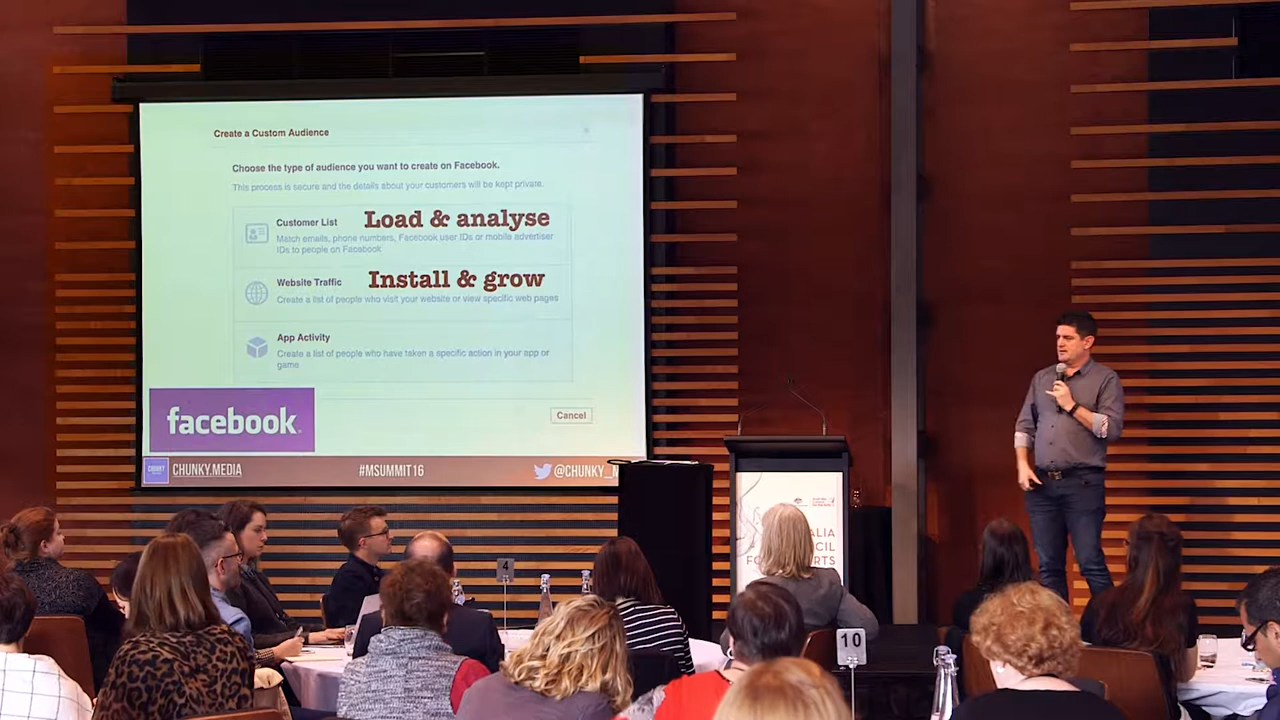 Create a Custom Audience
Choose the type of audience you want to create on Facebook.
This process is secure and the details about your customers will be kept private.
Customer List Load & analyse
Match emails, phone numbers, Facebook user IDs or mobile advertiser
IDs to people on Facebook
Website Traffic Install & grow
Create a list of people who visit your website or view specific web pages
App Activity
Create a list of people who have taken a specific action in your app or
game
Cancel
facebook
CHUNKY.MEDIA #MSUMMIT16 @CHUNKY_
4
10